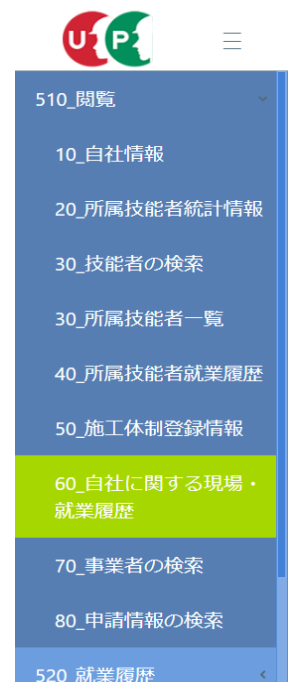 510_閲覧
10_自社情報
20_所属技能者統計情報
30_技能者の検索
30_所属技能者一覧
40_所属技能者就業履歴
50_施工体制登録情報
60_自社に関する現場・
就業履歴
70_事業者の検索
80_申請情報の検索
520_就業履歴